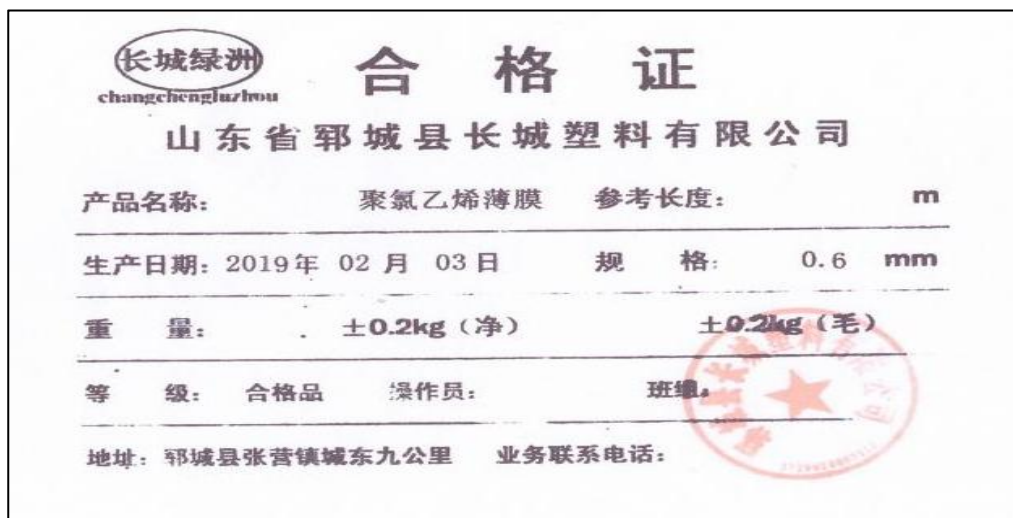 长城绿洲
changchengluzhou
合格证
山东省郓城县长城塑料有限公司
产品名称： 聚氯乙烯薄膜 参考长度： m
生产日期：2019年 02 月 03日 规 格： 0.6 mm
重 量： ±0.2kg（净） ±0.2kg（毛）
等 级： 合格品 操作员： 班组：
地址：郓城县张营镇城东九公里 业务联系电话：